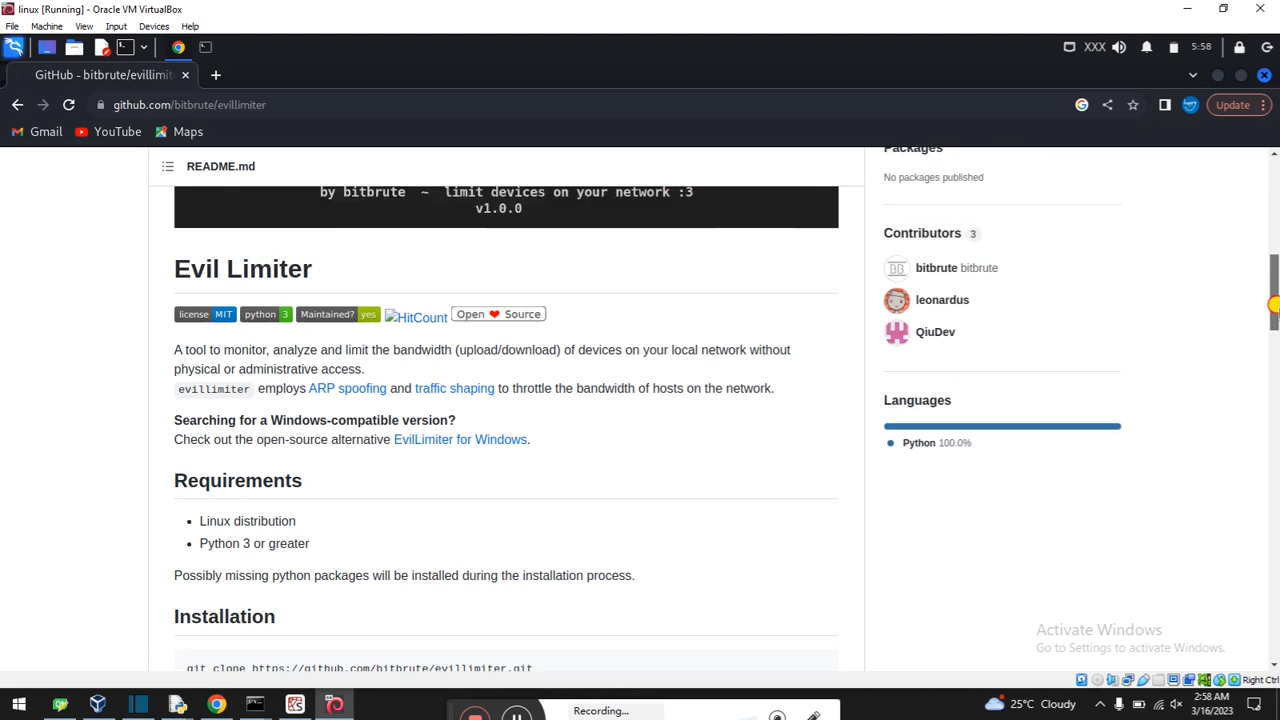 linux [Running] - Oracle VM VirtualBox
File Machine View Input Devices Help
XXX 5:58
GitHub - bitbrute/evillimit
github.com/bitbrute/evillimiter
Update
Gmail YouTube Maps
README.md
Packages
No packages published
by bitbrute ~ limit devices on your network :3
v1.0.0
Contributors 3
bitbrute bitbrute
leonardus
QiuDev
Evil Limiter
license MIT python 3 Maintained? yes HitCount Open Source
A tool to monitor, analyze and limit the bandwidth (upload/download) of devices on your local network without
physical or administrative access.
evillimiter employs ARP spoofing and traffic shaping to throttle the bandwidth of hosts on the network.
Languages
Python 100.0%
Searching for a Windows-compatible version?
Check out the open-source alternative EvilLimiter for Windows.
Requirements
Linux distribution
Python 3 or greater
Possibly missing python packages will be installed during the installation process.
Installation
git clone https://github.com/bitbrute/evillimiter.git
Activate Windows
Go to Settings to activate Windows.
Right Ctrl
Recording...
25°C Cloudy
2:58 AM
3/16/2023